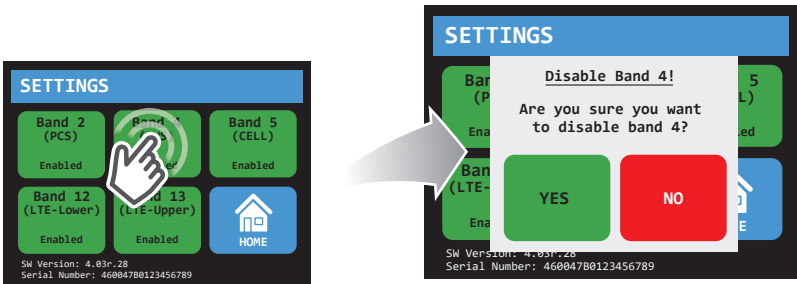 SETTINGS
Band 2
(PCS)
Enabled
Band 4
Band 5
(CELL)
Enabled
Band 12
(LTE-Lower)
Enabled
13
(LTE-Upper)
Enabled
HOME
SW Version: 4.03r.28
Serial Number: 460047B0123456789
SETTINGS
Disable Band 4!
Are you sure you want
to disable band 4?
YES
NO
5
SW Version: 4.03r.28
Serial Number: 460047B0123456789